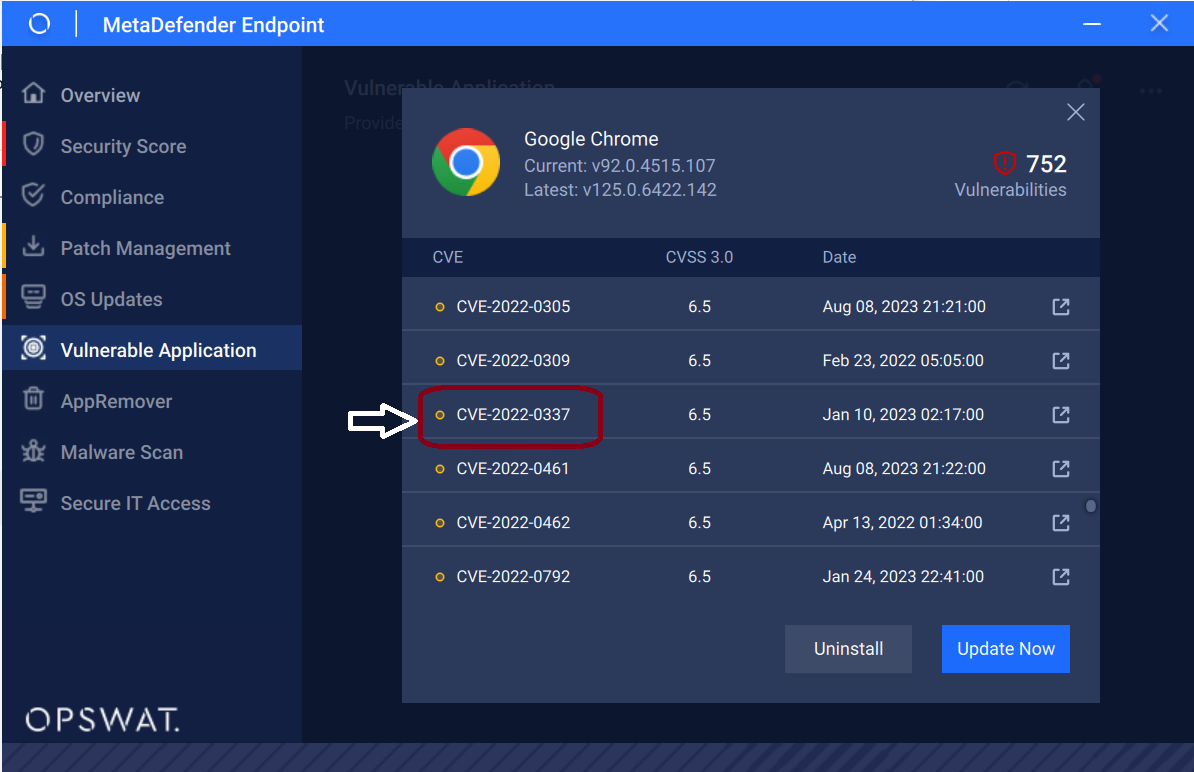 MetaDefender Endpoint
Overview
Security Score
Compliance
Patch Management
OS Updates
Vulnerable Application
AppRemover
Malware Scan
Secure IT Access
OPSWAT.
Vulnerable Application
Provide
Google Chrome
Current: v92.0.4515.107
Latest: v125.0.6422.142
752
Vulnerabilities
CVE CVSS 3.0 Date
CVE-2022-0305 6.5 Aug 08, 2023 21:21:00
CVE-2022-0309 6.5 Feb 23, 2022 05:05:00
CVE-2022-0337 6.5 Jan 10, 2023 02:17:00
CVE-2022-0461 6.5 Aug 08, 2023 21:22:00
CVE-2022-0462 6.5 Apr 13, 2022 01:34:00
CVE-2022-0792 6.5 Jan 24, 2023 22:41:00
Uninstall Update Now